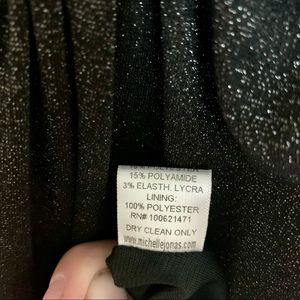 15% POLYAMIDE
3% ELASTH. LYCRA
LINING:
100% POLYESTER
RN# 100621471
DRY CLEAN ONLY
www.michellejonas.com